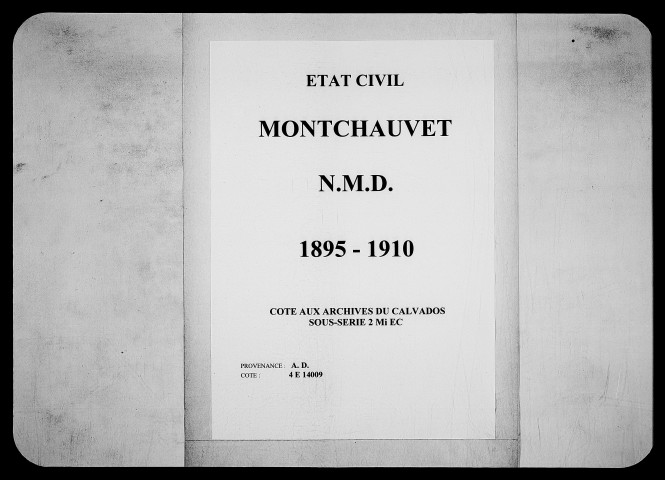 ETAT CIVIL
MONTCHAUVET
N.M.D.
1895 - 1910
COTE AUX ARCHIVES DU CALVADOS
SOUS-SERIE 2 Mi EC
PROVENANCE : A. D.
COTE : 4 E 14009